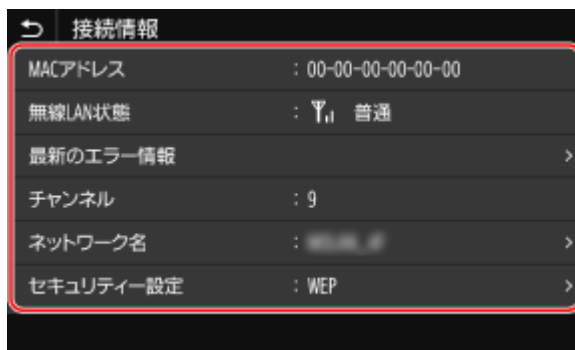 接続情報
MACアドレス : 00-00-00-00-00-00
無線LAN状態 : 普通
最新のエラー情報 >
チャンネル : 9
ネットワーク名 : >
セキュリティー設定 : WEP >